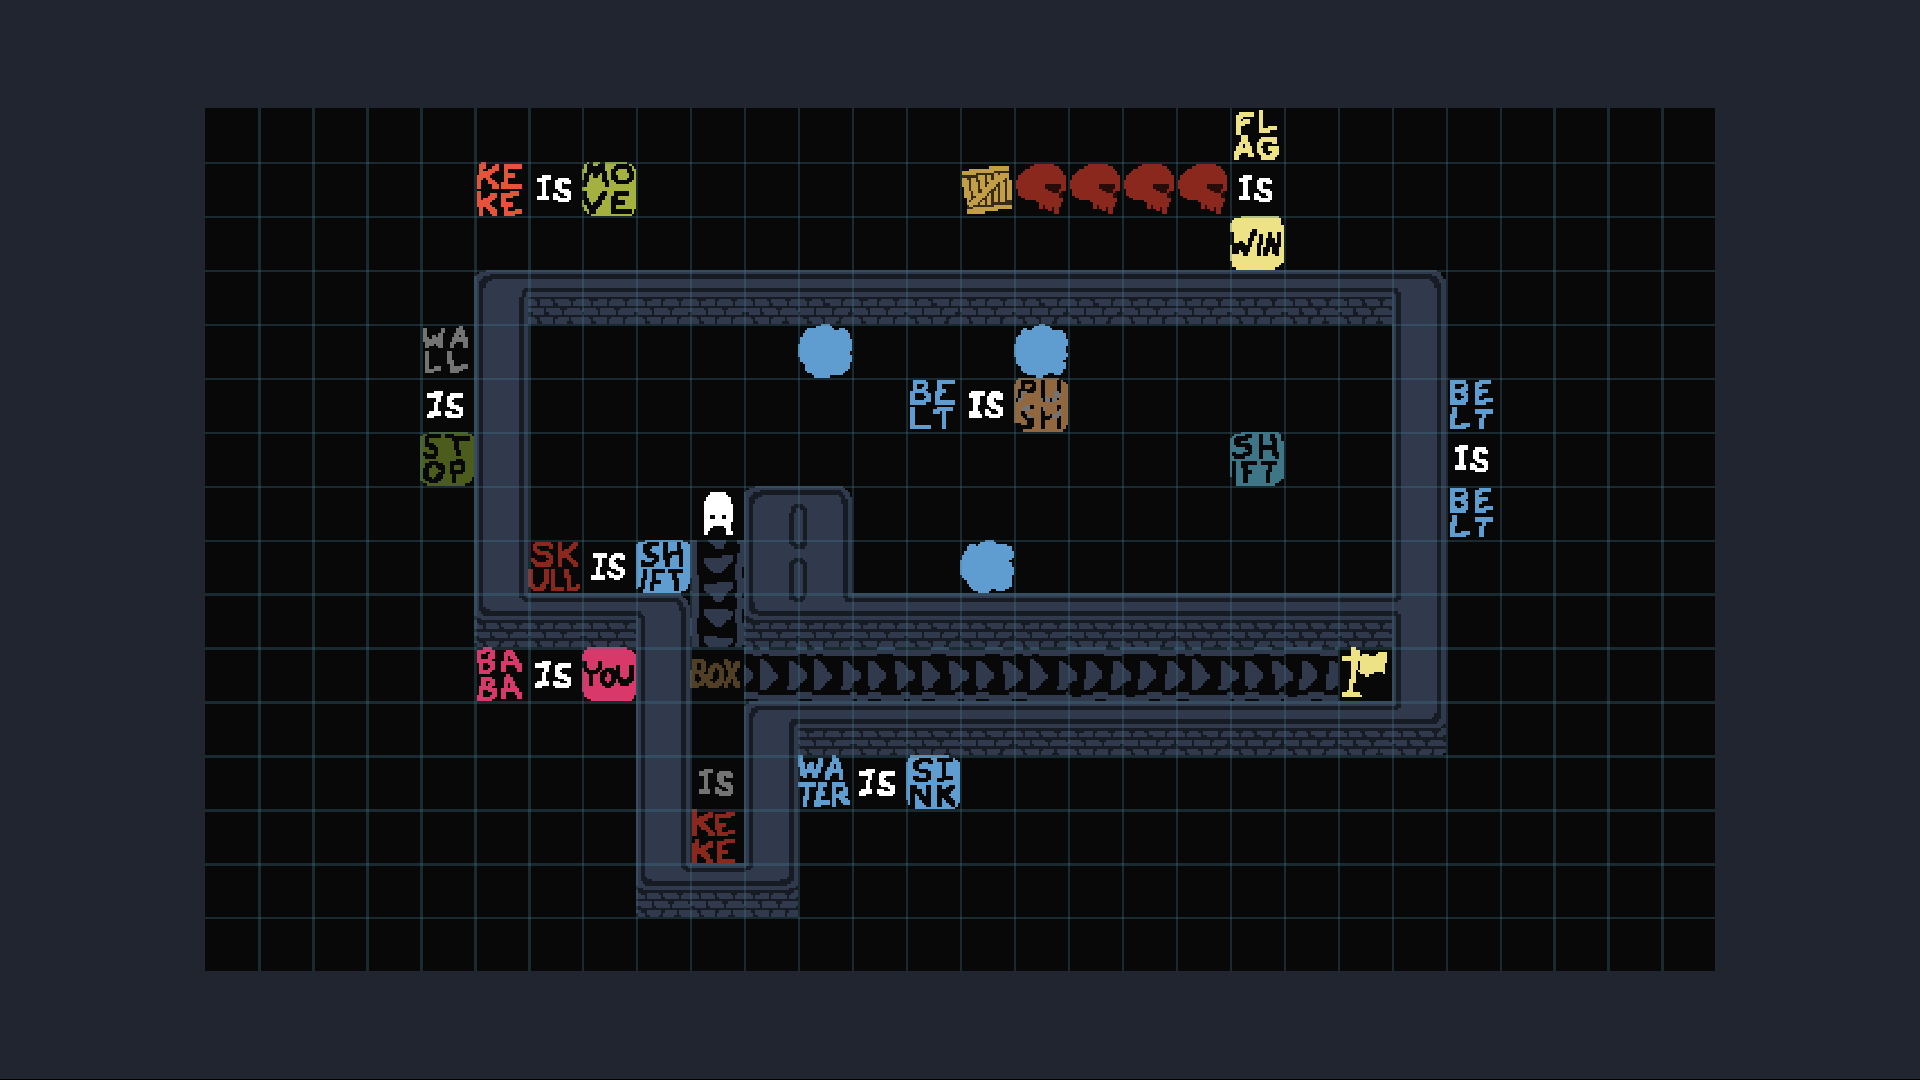 FLAG
KEKE IS MOVE
IS
WIN
WALL
BELT IS PUSH
IS
BELT
STOP
SHIFT
IS
BELT
SKULL IS SHIFT
BABA IS YOU
BOX
IS
WATER IS SINK
KEKE